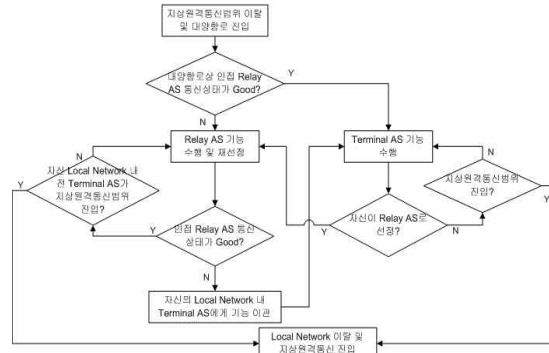 지상원격통신범위 이탈
및 대양항로 진입
대양항로상 인접 Relay
AS 통신상태가 Good?
Y
N
Relay AS 기능
수행 및 재선정
Terminal AS 기능
수행
N
자신 Local Network 내
전 Terminal AS가
지상원격통신범위
진입?
Y
N
지상원격통신범위
진입?
Y
인접 Relay AS 통신
상태가 Good?
Y
N
자신이 Relay AS로
선정?
Y
N
자신의 Local Network 내
Terminal AS에게 기능 이관
Local Network 이탈 및
지상원격통신 진입